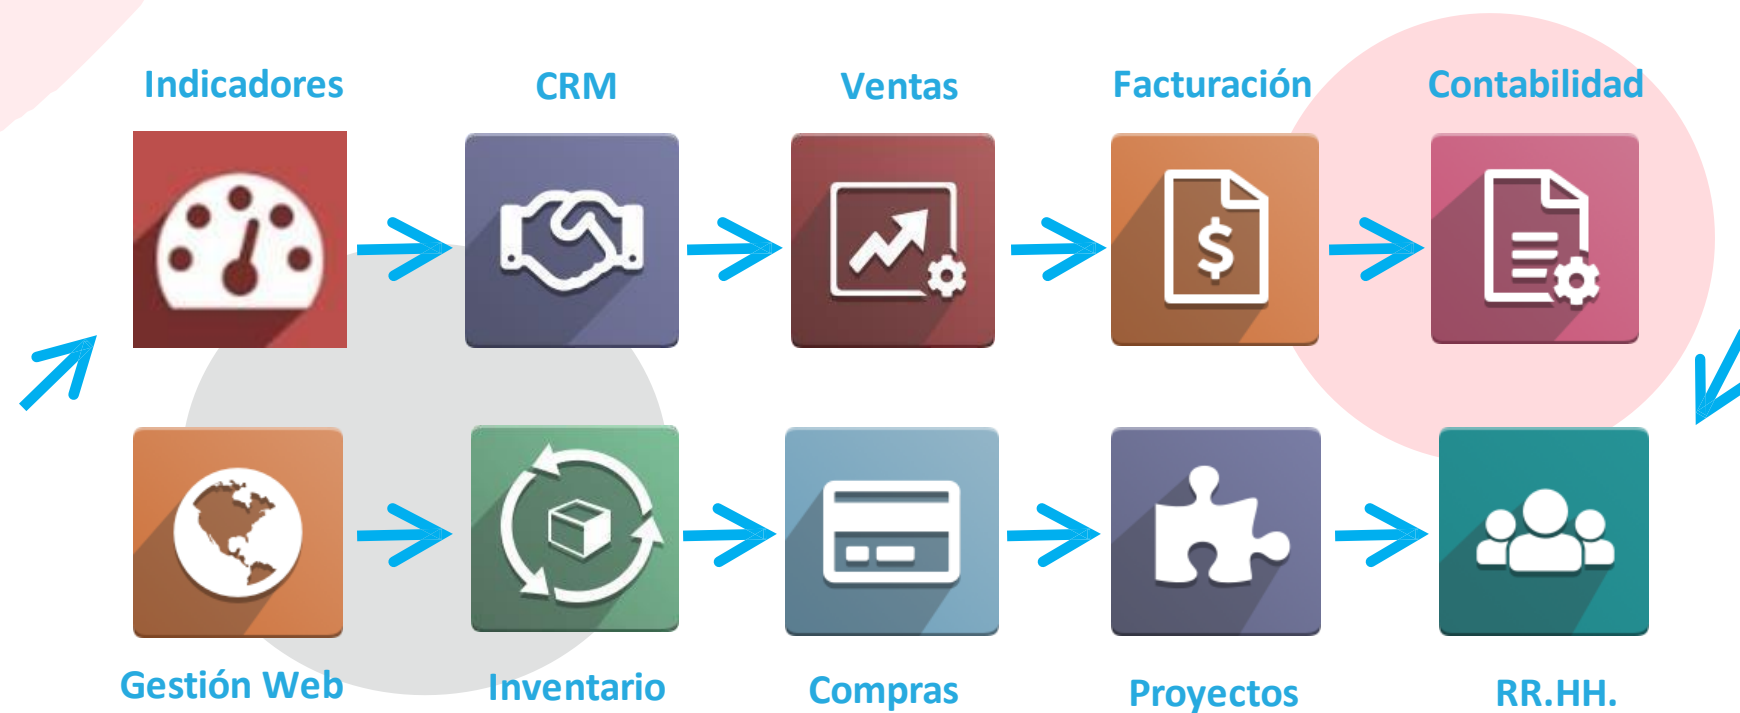 Indicadores
CRM
Ventas
Facturación
Contabilidad
$
Gestión Web
Inventario
Compras
Proyectos
RR.HH.